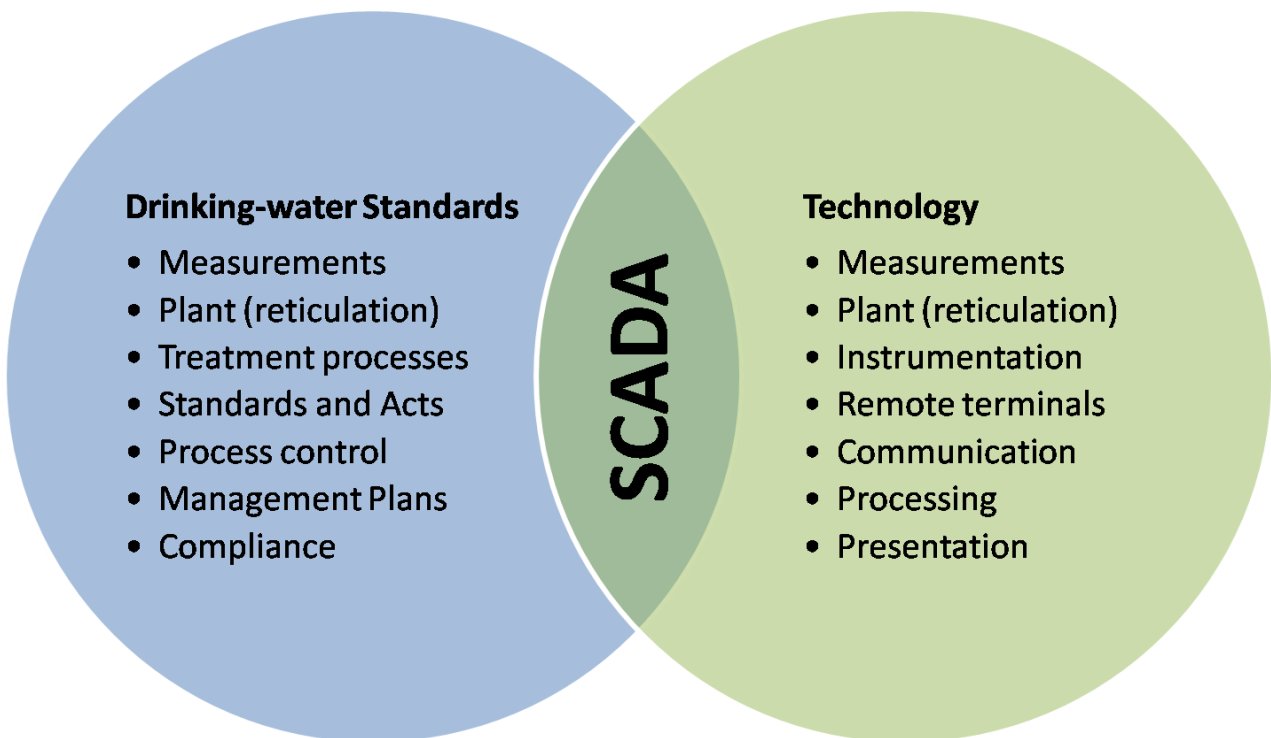 Drinking-water Standards
• Measurements
• Plant (reticulation)
• Treatment processes
• Standards and Acts
• Process control
• Management Plans
• Compliance
SCADA
Technology
• Measurements
• Plant (reticulation)
• Instrumentation
• Remote terminals
• Communication
• Processing
• Presentation